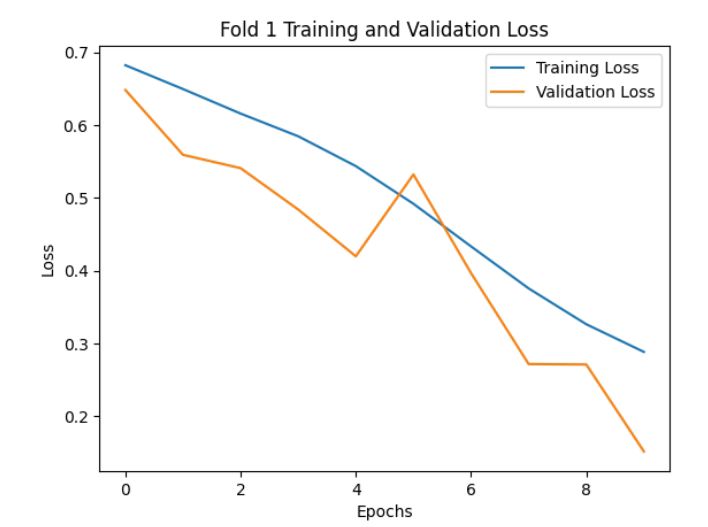 Fold 1 Training and Validation Loss
0.7
0.6
0.5
0.4
0.3
0.2
Loss
Training Loss
Validation Loss
0 2 4 6 8
Epochs